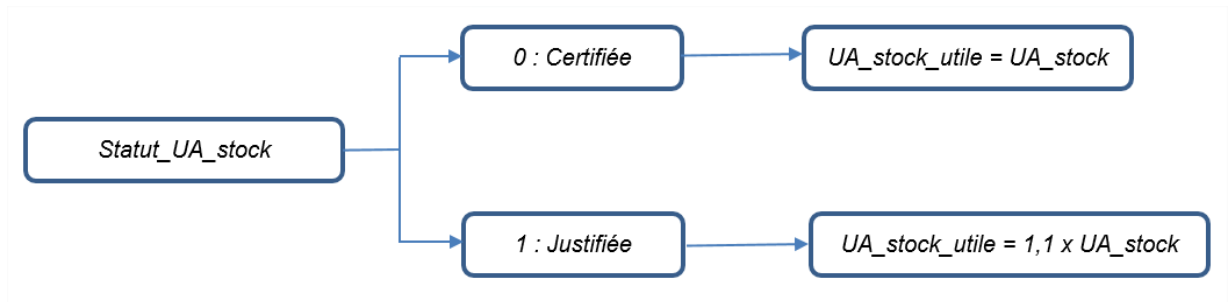 0 : Certifiée
UA_stock_utile = UA_stock
Statut_UA_stock
1 : Justifiée
UA_stock_utile = 1,1 x UA_stock